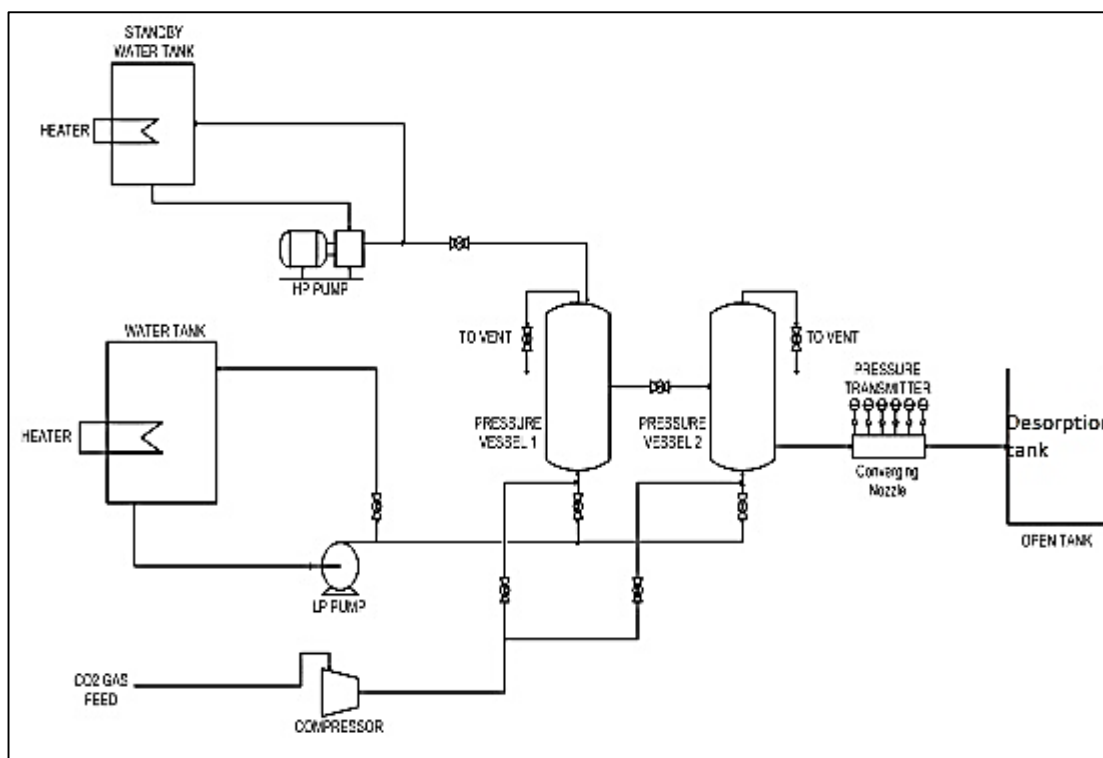 STANDBY
WATER TANK
HEATER
HP PUMP
WATER TANK
HEATER
LP PUMP
CO2 GAS
FEED
COMPRESSOR
TO VENT
PRESSURE
VESSEL 1
TO VENT
PRESSURE
VESSEL 2
PRESSURE
TRANSMITTER
Converging
Nozzle
Desorption
tank
OPEN TANK